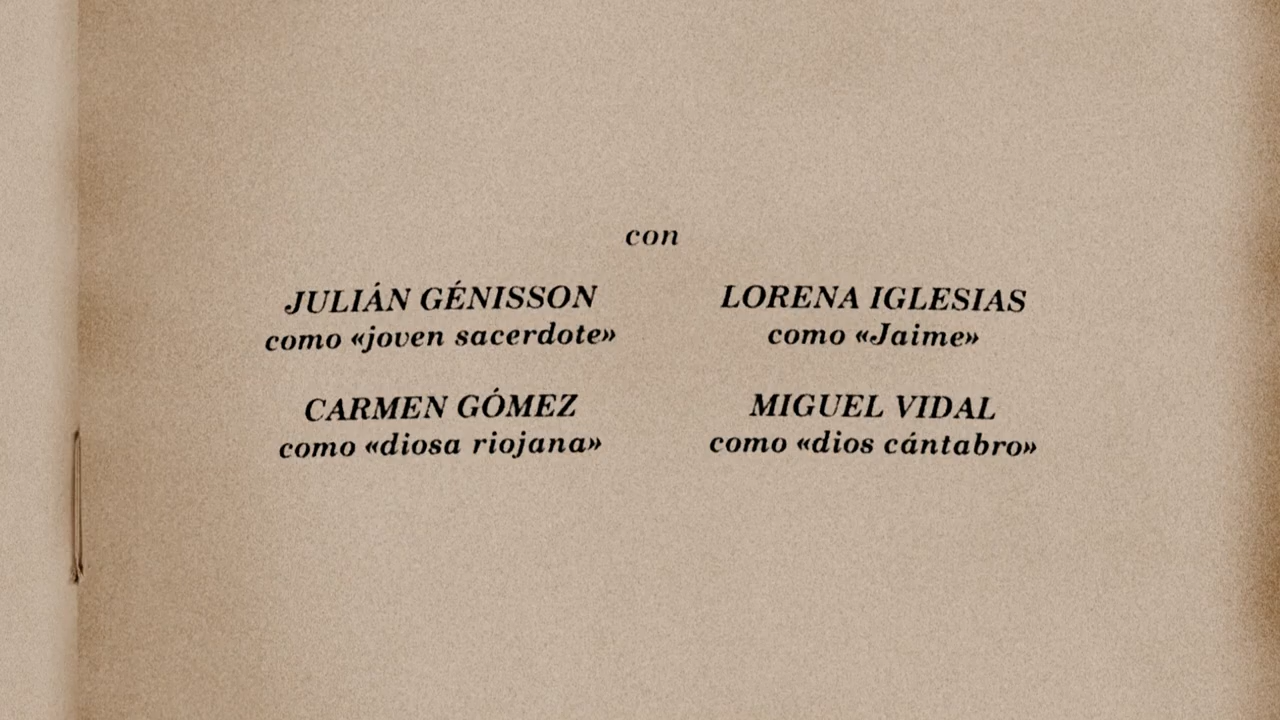 con
JULIÁN GÉNISSON
como «joven sacerdote»
LORENA IGLESIAS
como «Jaime»
CARMEN GÓMEZ
como «diosa riojana»
MIGUEL VIDAL
como «dios cántabro»